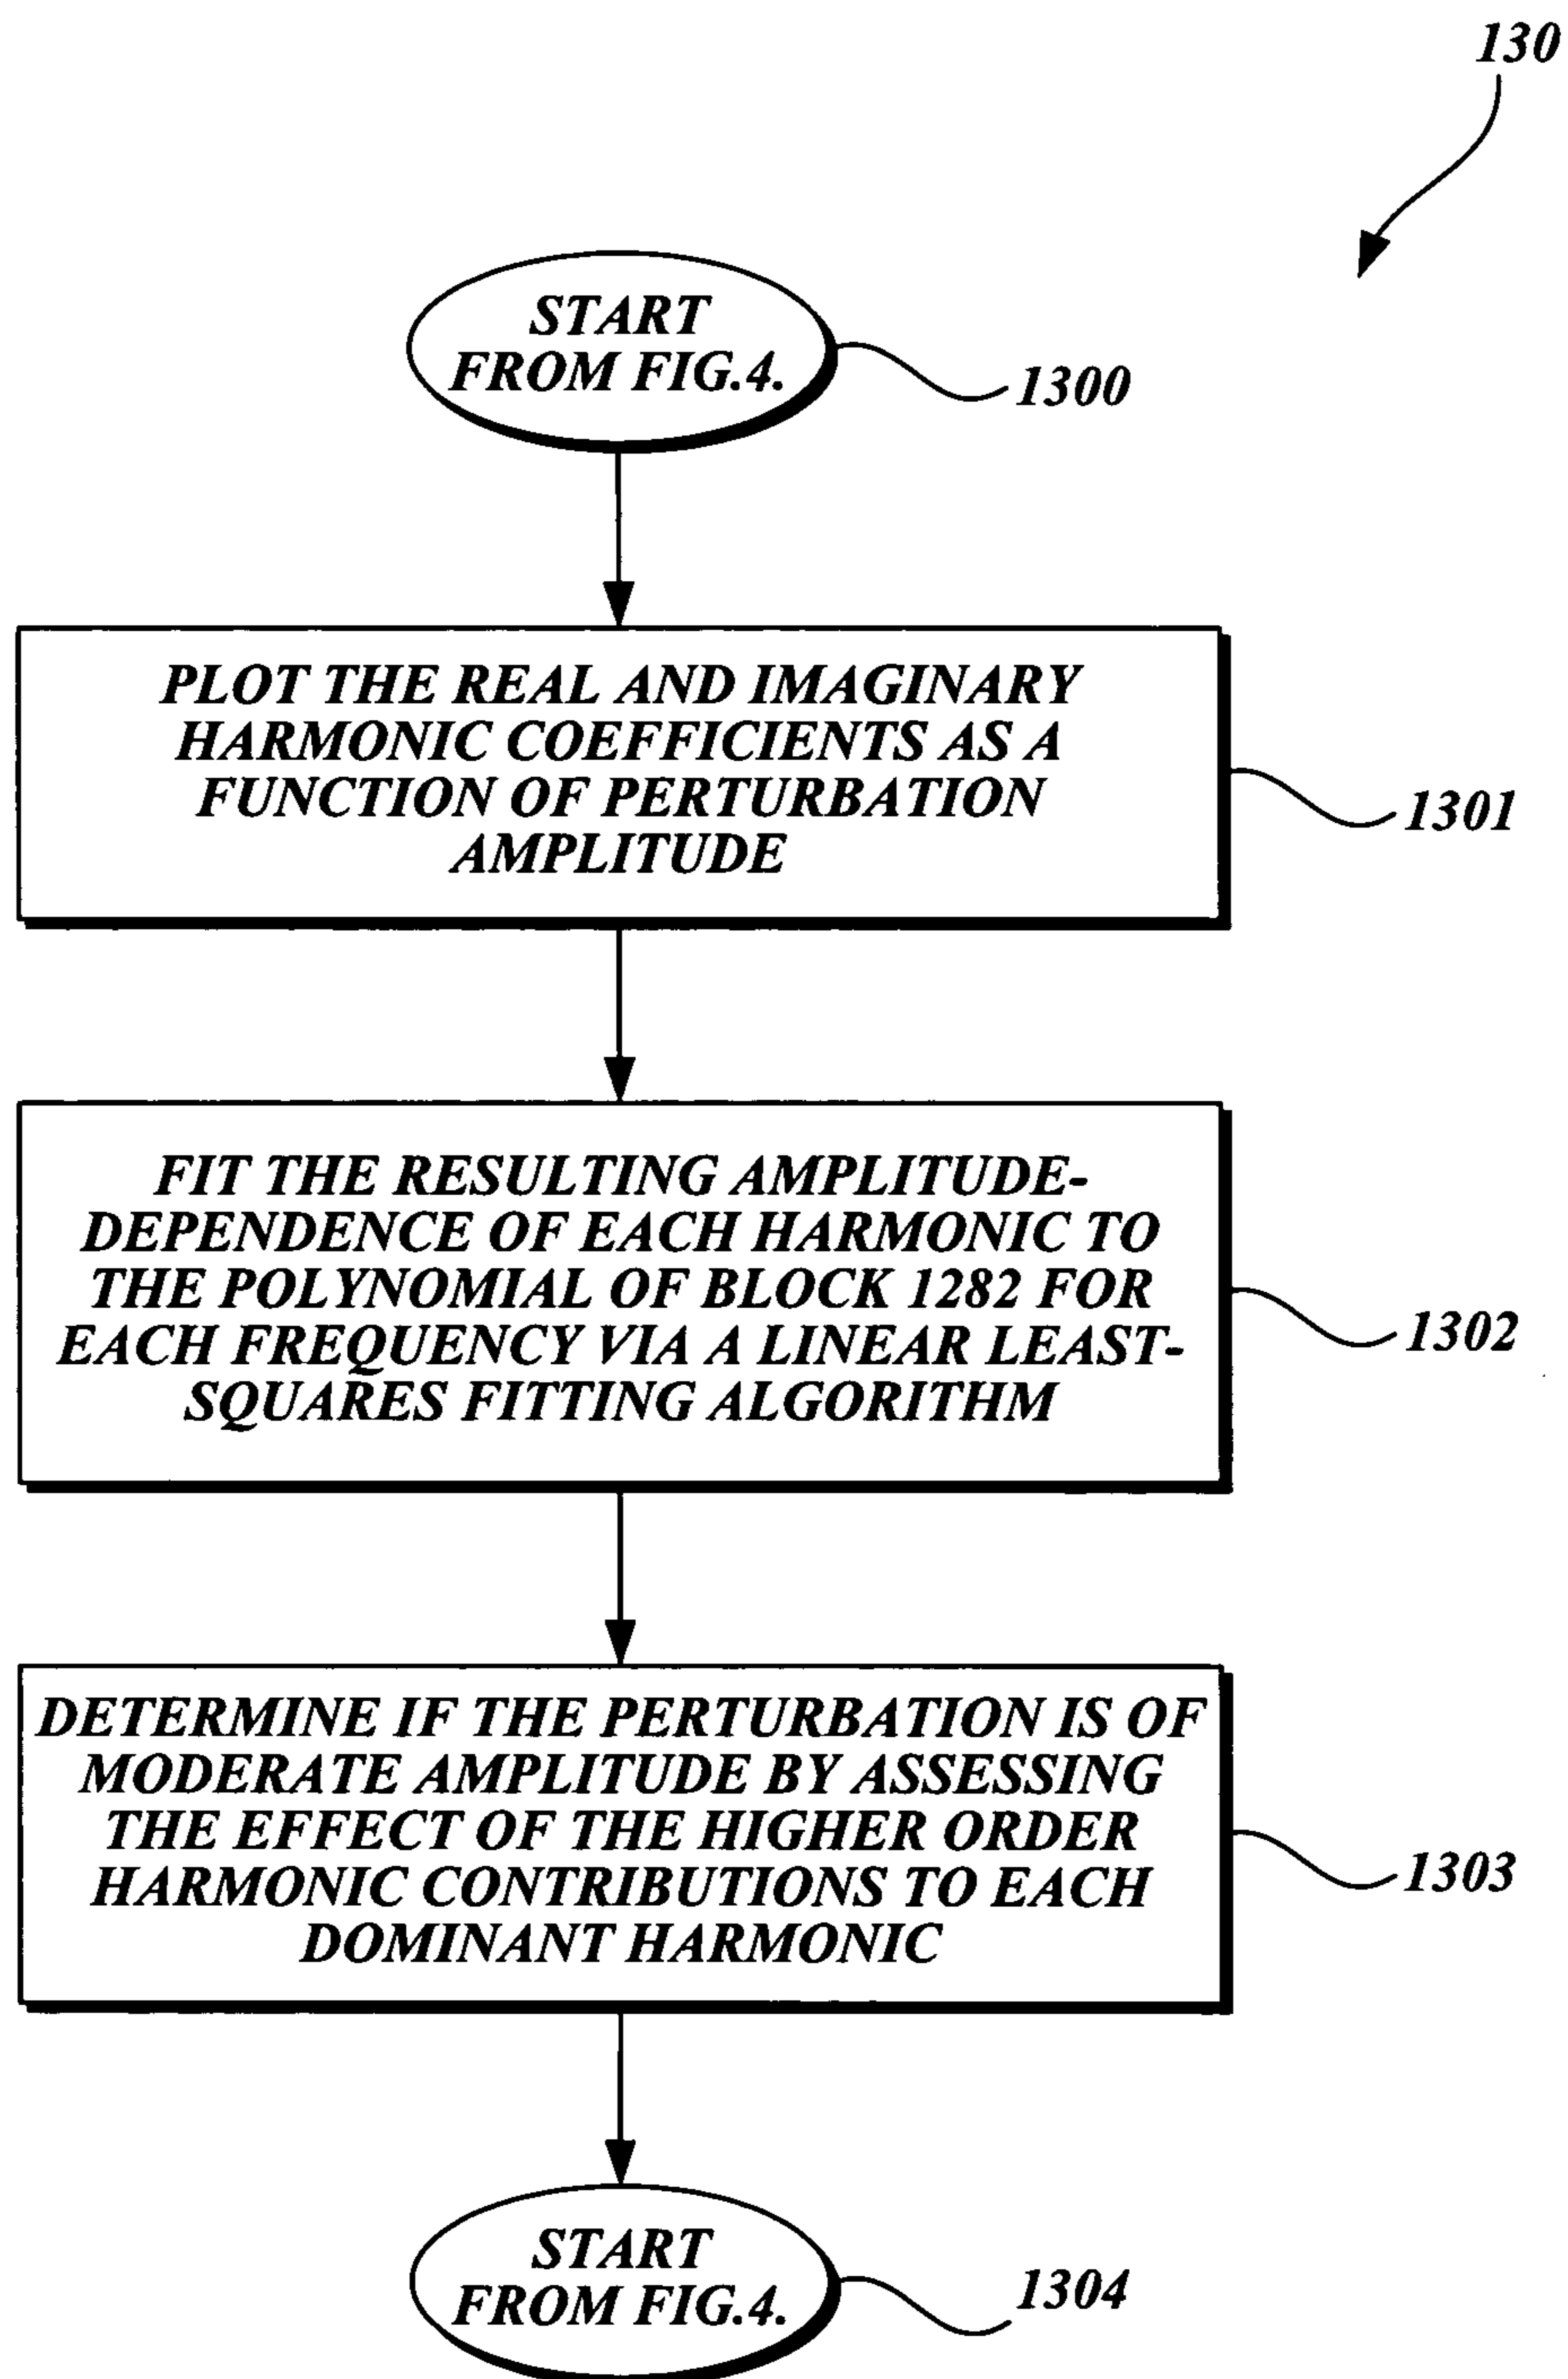 130
START
FROM FIG.4.
1300
PLOT THE REAL AND IMAGINARY
HARMONIC COEFFICIENTS AS A
FUNCTION OF PERTURBATION
AMPLITUDE
1301
FIT THE RESULTING AMPLITUDE-
DEPENDENCE OF EACH HARMONIC TO
THE POLYNOMIAL OF BLOCK 1282 FOR
EACH FREQUENCY VIA A LINEAR LEAST-
SQUARES FITTING ALGORITHM
1302
DETERMINE IF THE PERTURBATION IS OF
MODERATE AMPLITUDE BY ASSESSING
THE EFFECT OF THE HIGHER ORDER
HARMONIC CONTRIBUTIONS TO EACH
DOMINANT HARMONIC
1303
START
FROM FIG.4.
1304